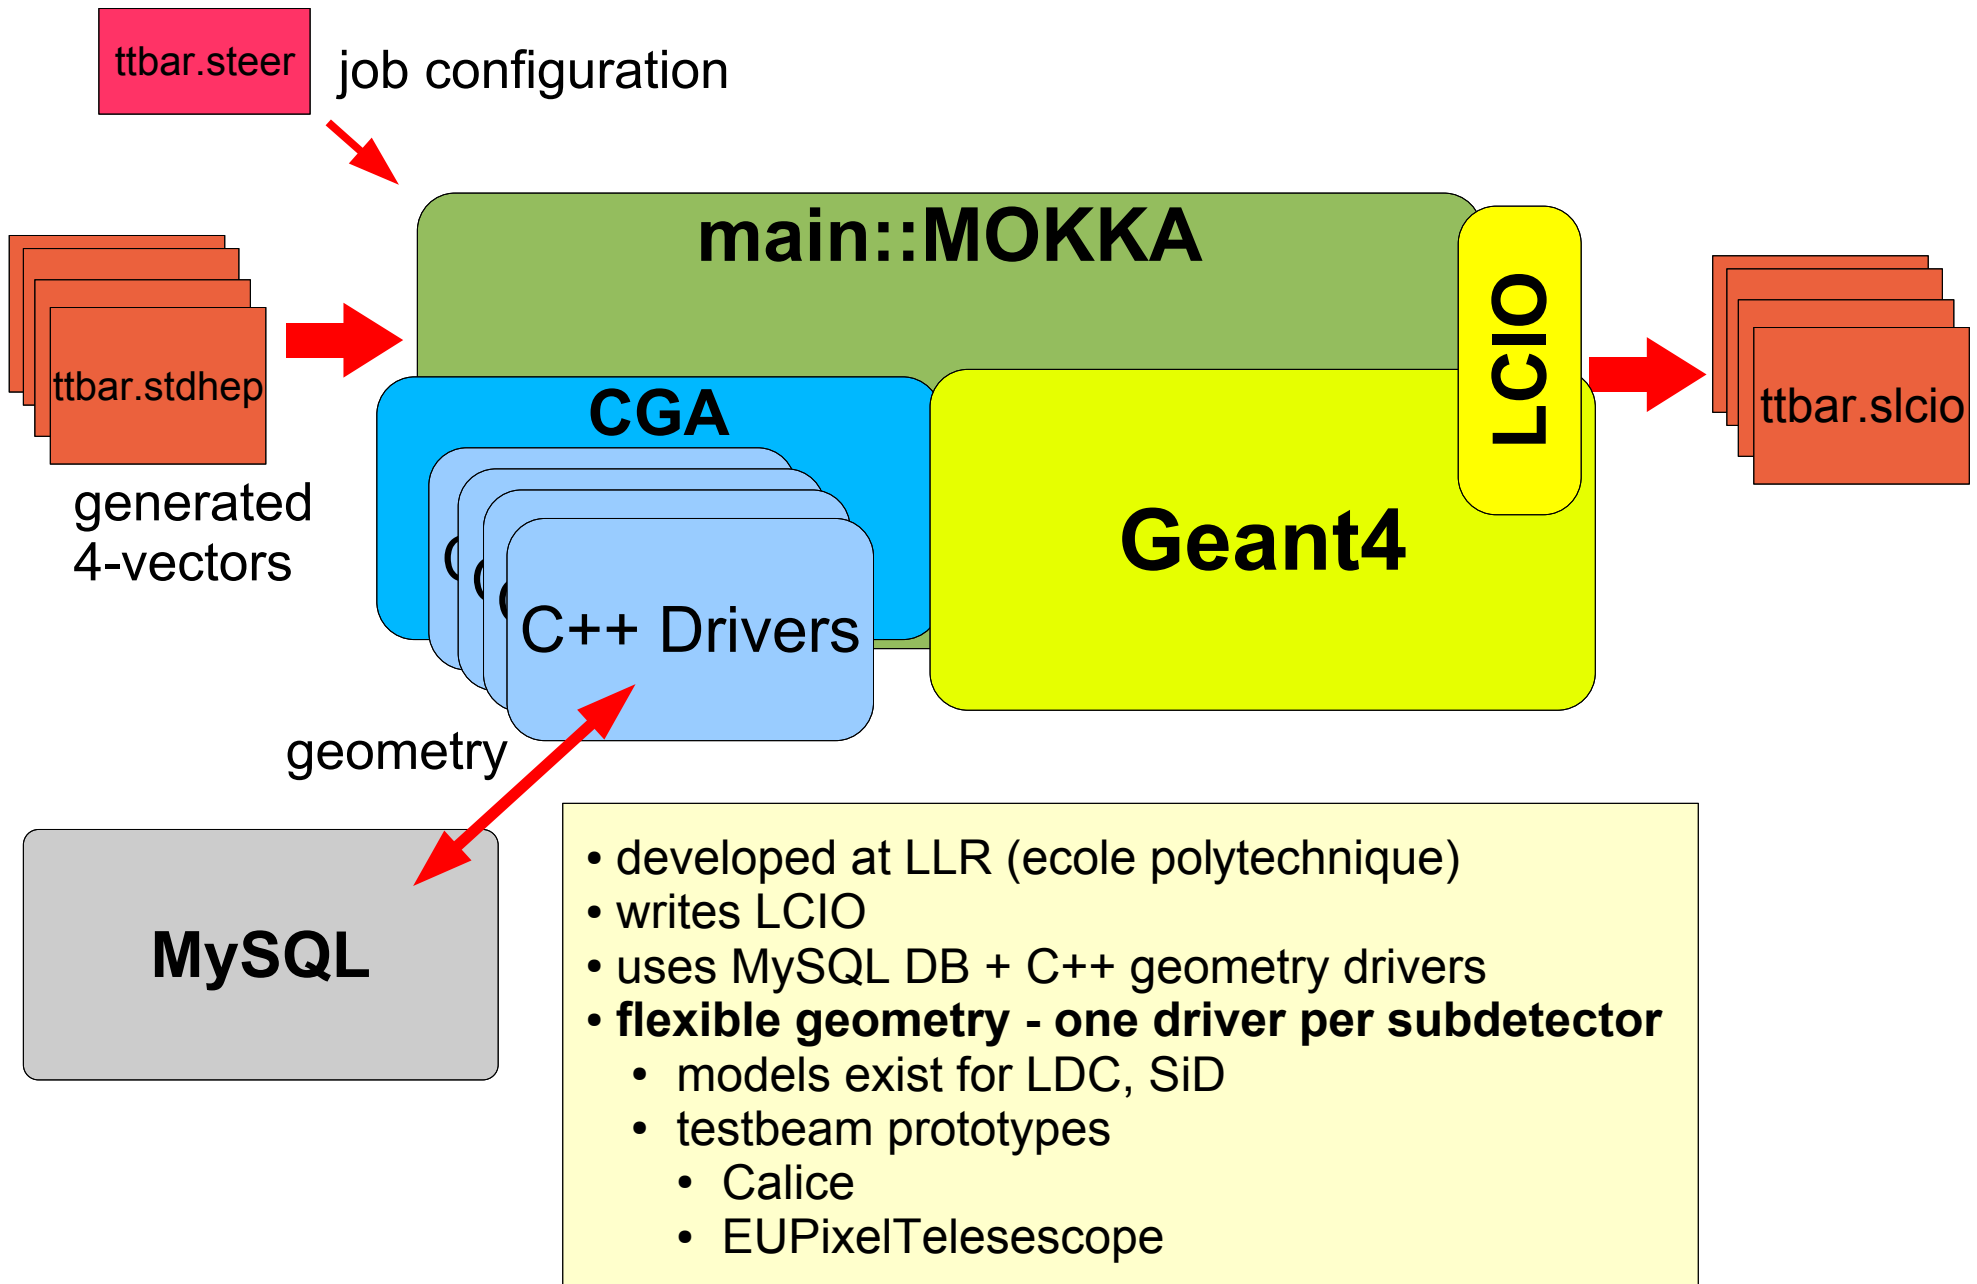 ttbar.steer
job configuration
main::MOKKA
LCIO
ttbar.stdhep
ttbar.slcio
CGA
generated
4-vectors
Geant4
C
C
C
C++ Drivers
geometry
MySQL
• developed at LLR (ecole polytechnique)
• writes LCIO
• uses MySQL DB + C++ geometry drivers
• flexible geometry - one driver per subdetector
• models exist for LDC, SiD
• testbeam prototypes
• Calice
• EUPixelTelesescope